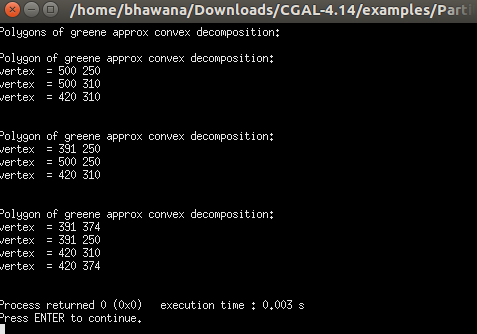 /home/bhawana/Downloads/CGAL-4.14/examples/Parti
Polygons of greene approx convex decomposition:
Polygon of greene approx convex decomposition:
vertex  = 500 250
vertex  = 500 310
vertex  = 420 310
Polygon of greene approx convex decomposition:
vertex  = 391 250
vertex  = 500 250
vertex  = 420 310
Polygon of greene approx convex decomposition:
vertex  = 391 374
vertex  = 391 250
vertex  = 420 310
vertex  = 420 374
Process returned 0 (0x0)   execution time : 0.003 s
Press ENTER to continue.